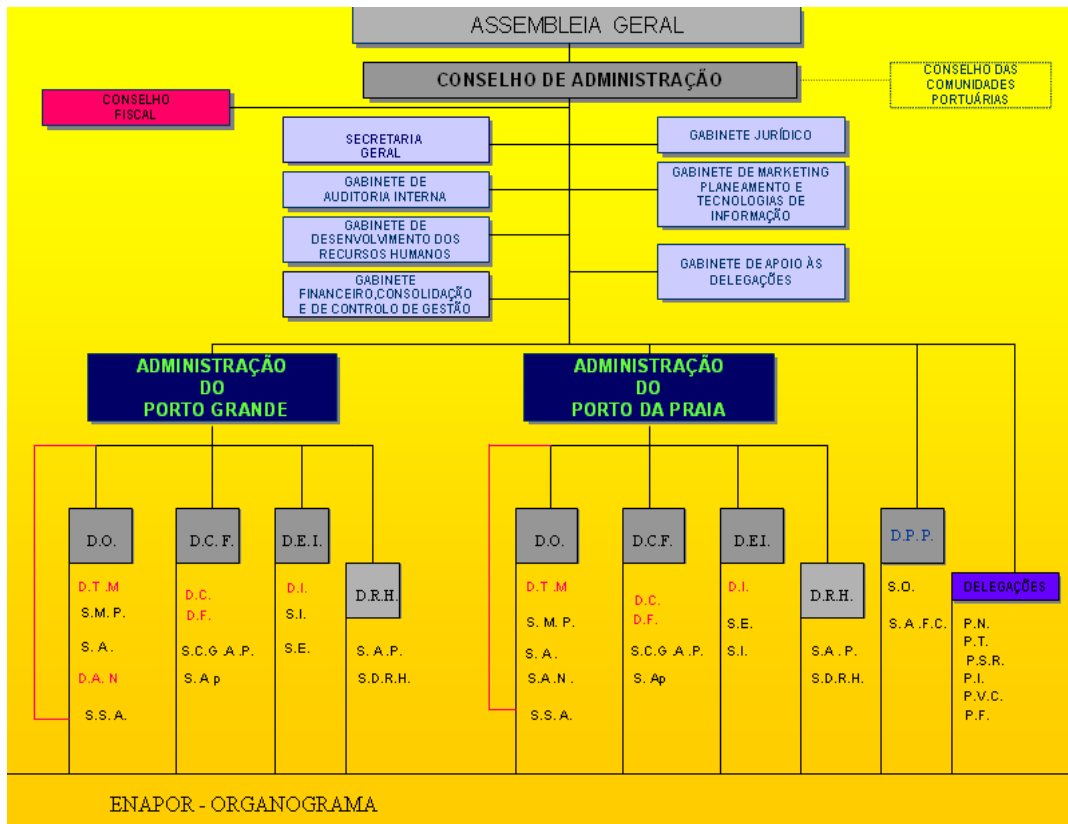 ASSEMBLEIA GERAL
CONSELHO DE ADMINISTRAÇÃO
CONSELHO DAS
COMUNIDADES
PORTUÁRIAS
CONSELHO
FISCAL
SECRETARIA
GERAL
GABINETE JURÍDICO
GABINETE DE
AUDITORIA INTERNA
GABINETE DE MARKETING
PLANEAMENTO E
TECNOLOGIAS DE
INFORMAÇÃO
GABINETE DE
DESENVOLVIMENTO DOS
RECURSOS HUMANOS
GABINETE DE APOIO ÀS
DELEGAÇÕES
GABINETE
FINANCEIRO,CONSOLIDAÇÃO
E DE CONTROLO DE GESTÃO
ADMINISTRAÇÃO
DO
PORTO GRANDE
ADMINISTRAÇÃO
DO
PORTO DA PRAIA
D.O.
D.T.M
S.M.P.
S.A.
D.A.N
S.S.A.
D.C.F.
D.C.
D.F.
S.C.G.A.P.
S.Ap
D.E.I.
D.I.
S.I.
S.E.
D.R.H.
S.A.P.
S.D.R.H.
D.O.
D.T.M
S.M.P.
S.A.
S.A.N.
S.S.A.
D.C.F.
D.C.
D.F.
S.C.G.A.P.
S.Ap
D.E.I.
D.I.
S.E.
S.I.
D.R.H.
S.A.P.
S.D.R.H.
D.P.P.
S.O.
S.A.F.C.
DELEGAÇÕES
P.N.
P.T.
P.S.R.
P.I.
P.V.C.
P.F.
ENAPOR - ORGANOGRAMA